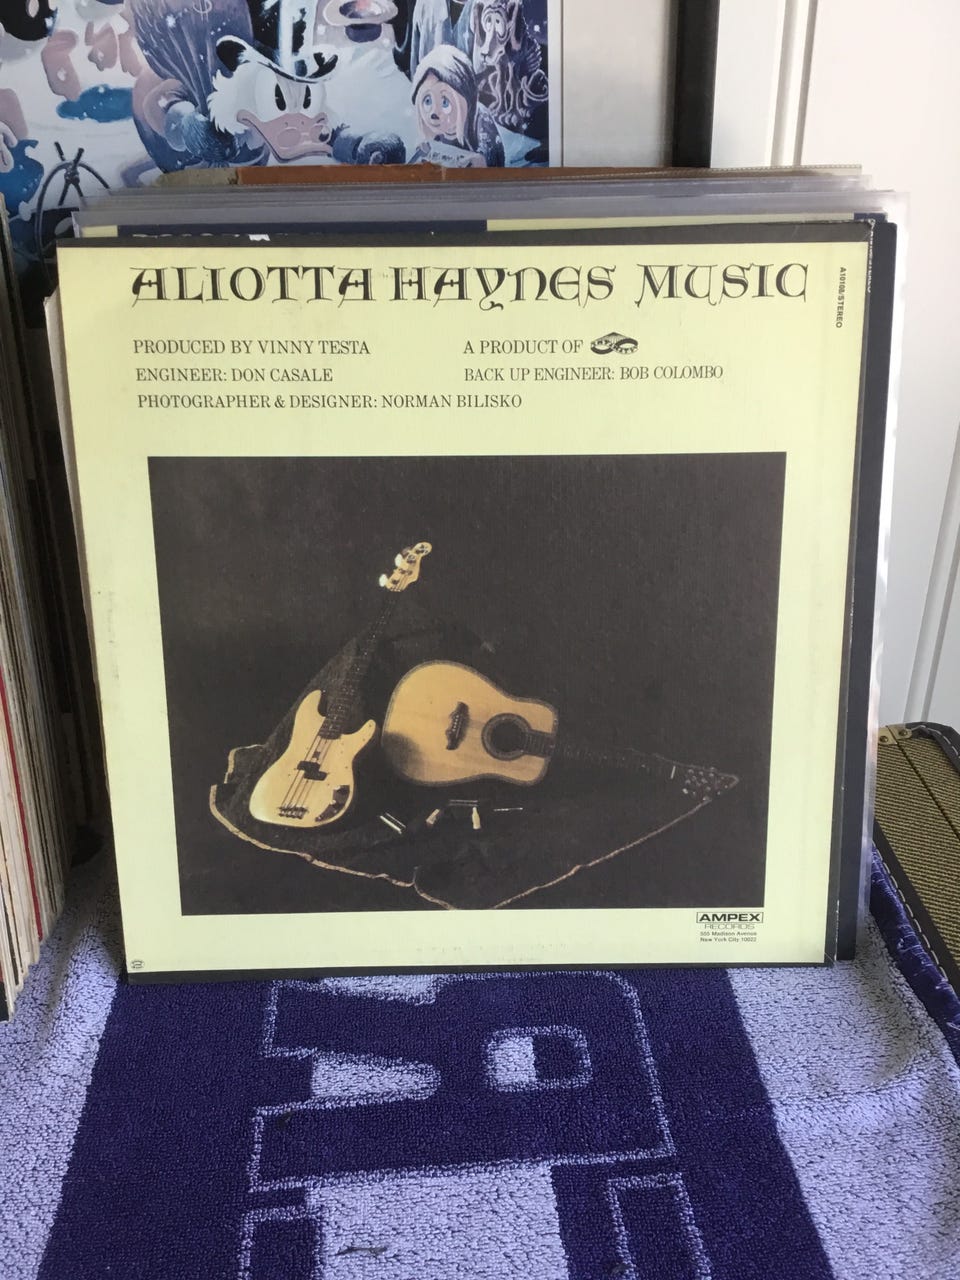 ALIOTTA HAYNES MUSIC
A10108/STEREO
PRODUCED BY VINNY TESTA
A PRODUCT OF
ENGINEER: DON CASALE
BACK UP ENGINEER: BOB COLOMBO
PHOTOGRAPHER & DESIGNER: NORMAN BILISKO
AMPEX
RECORDS
555 Madison Avenue
New York City 10022